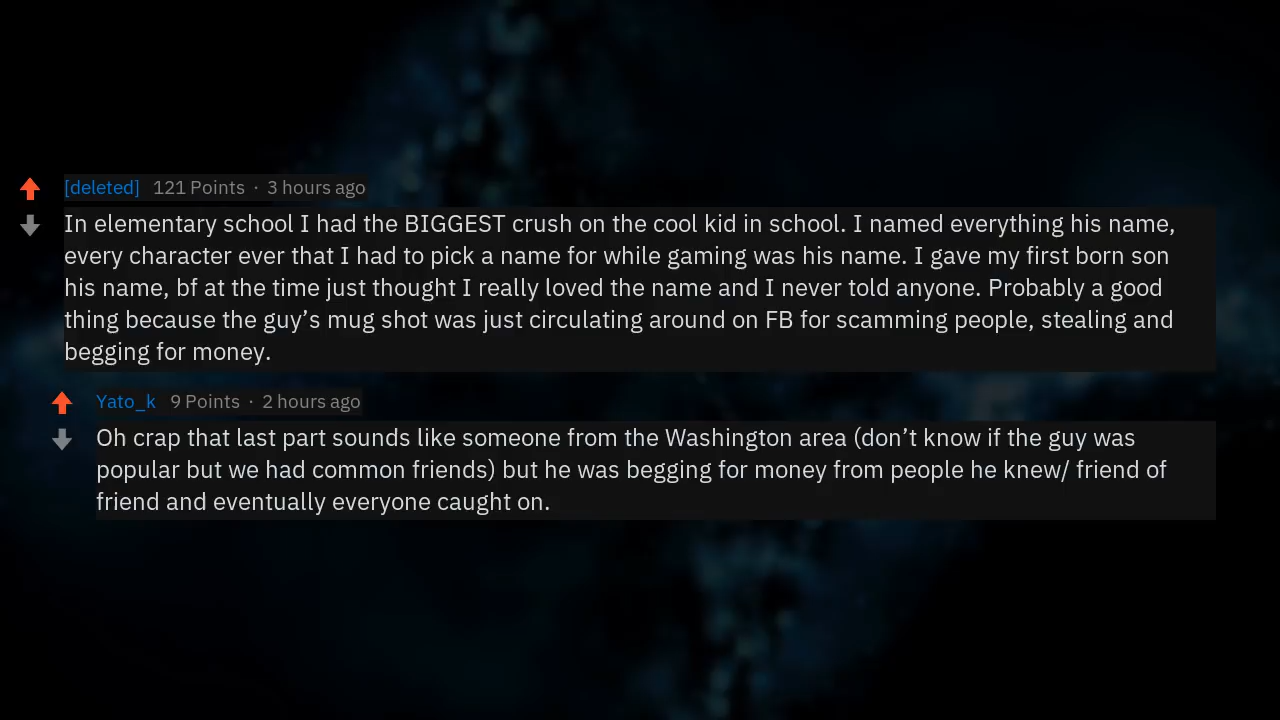 [deleted] 121 Points · 3 hours ago
In elementary school I had the BIGGEST crush on the cool kid in school. I named everything his name,
every character ever that I had to pick a name for while gaming was his name. I gave my first born son
his name, bf at the time just thought I really loved the name and I never told anyone. Probably a good
thing because the guy’s mug shot was just circulating around on FB for scamming people, stealing and
begging for money.
Yato_k 9 Points · 2 hours ago
Oh crap that last part sounds like someone from the Washington area (don’t know if the guy was
popular but we had common friends) but he was begging for money from people he knew/ friend of
friend and eventually everyone caught on.